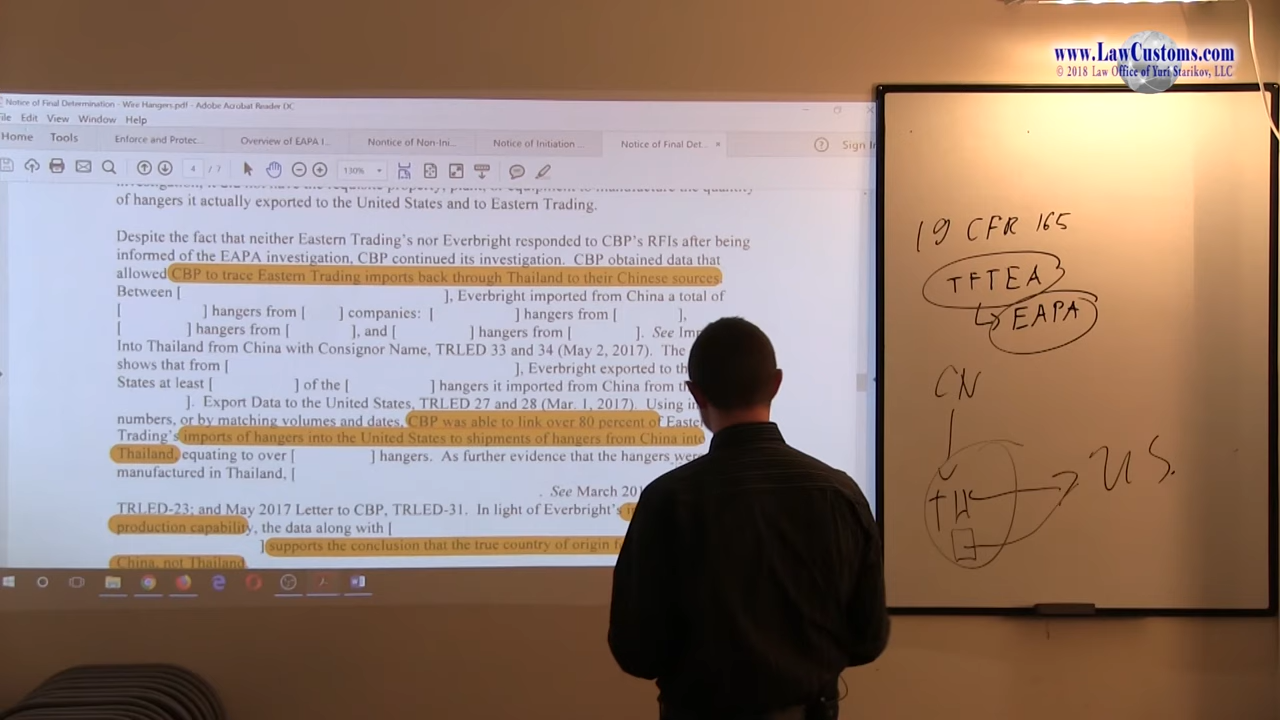 www.LawCustoms.com
© 2018 Law Office of Yuri Starikov, LLC
Notice of Final Determination - Wire Hangers.pdf - Adobe Acrobat Reader DC
File Edit View Window Help
Home Tools Enforce and Protec... Overview of EAPA I... Nontice of Non-Ini... Notice of Initiation ... Notice of Final Det... × Sign In
4 / 7 130%
of hangers it actually exported to the United States and to Eastern Trading.
Despite the fact that neither Eastern Trading's nor Everbright responded to CBP's RFIs after being
informed of the EAPA investigation, CBP continued its investigation. CBP obtained data that
allowed CBP to trace Eastern Trading imports back through Thailand to their Chinese sources.
Between [ ], Everbright imported from China a total of
[ ] hangers from [ ] companies: [ ] hangers from [ ],
[ ] hangers from [ ], and [ ] hangers from [ ]. See
Into Thailand from China with Consignor Name, TRLED 33 and 34 (May 2, 2017). The
shows that from [ ], Everbright exported to the
States at least [ ] of the [ ] hangers it imported from China from
]. Export Data to the United States, TRLED 27 and 28 (Mar. 1, 2017). Using
numbers, or by matching volumes and dates, CBP was able to link over 80 percent of
Trading's imports of hangers into the United States to shipments of hangers from China into
Thailand, equating to over [ ] hangers. As further evidence that the hangers were
manufactured in Thailand, [
. See March
TRLED-23; and May 2017 Letter to CBP, TRLED-31. In light of Everbright's
production capability, the data along with [
] supports the conclusion that the true country of origin
China, not Thailand
19 CFR 165
TFTEA
EAPA
CN
TH
U.S.